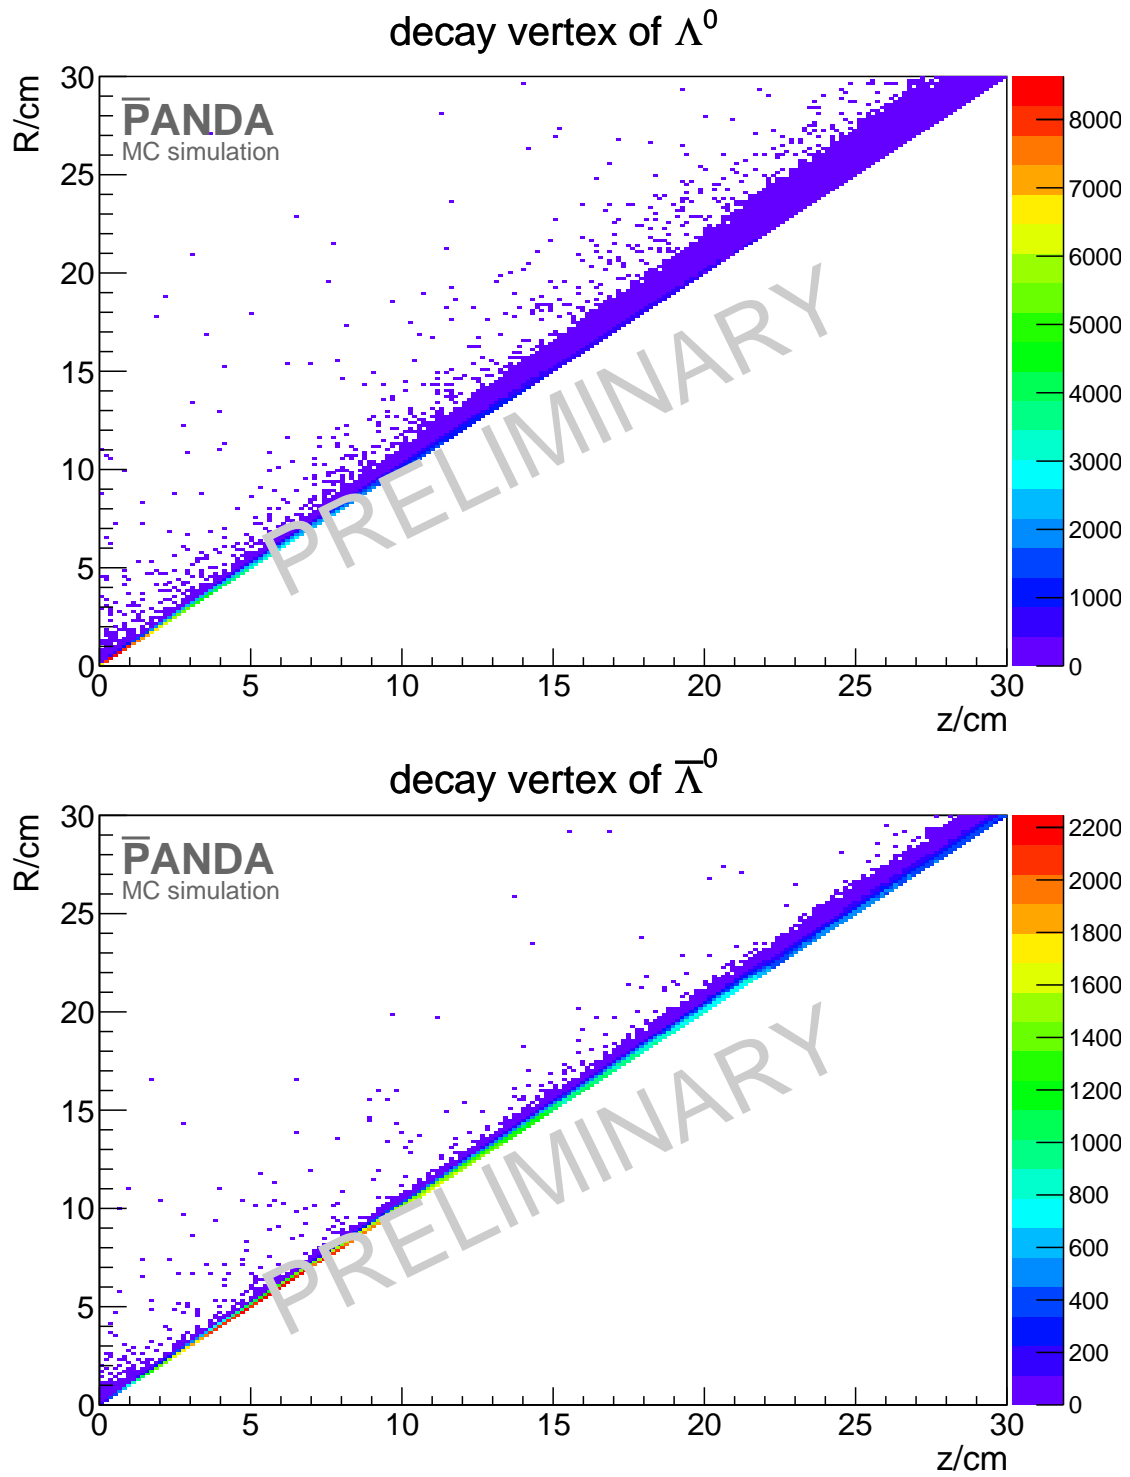 decay vertex of Λ⁰
R/cm
P̅ANDA
MC simulation
PRELIMINARY
30
25
20
15
10
5
0
0 5 10 15 20 25 30
z/cm
8000
7000
6000
5000
4000
3000
2000
1000
0
decay vertex of Λ̅⁰
R/cm
P̅ANDA
MC simulation
PRELIMINARY
30
25
20
15
10
5
0
0 5 10 15 20 25 30
z/cm
2200
2000
1800
1600
1400
1200
1000
800
600
400
200
0